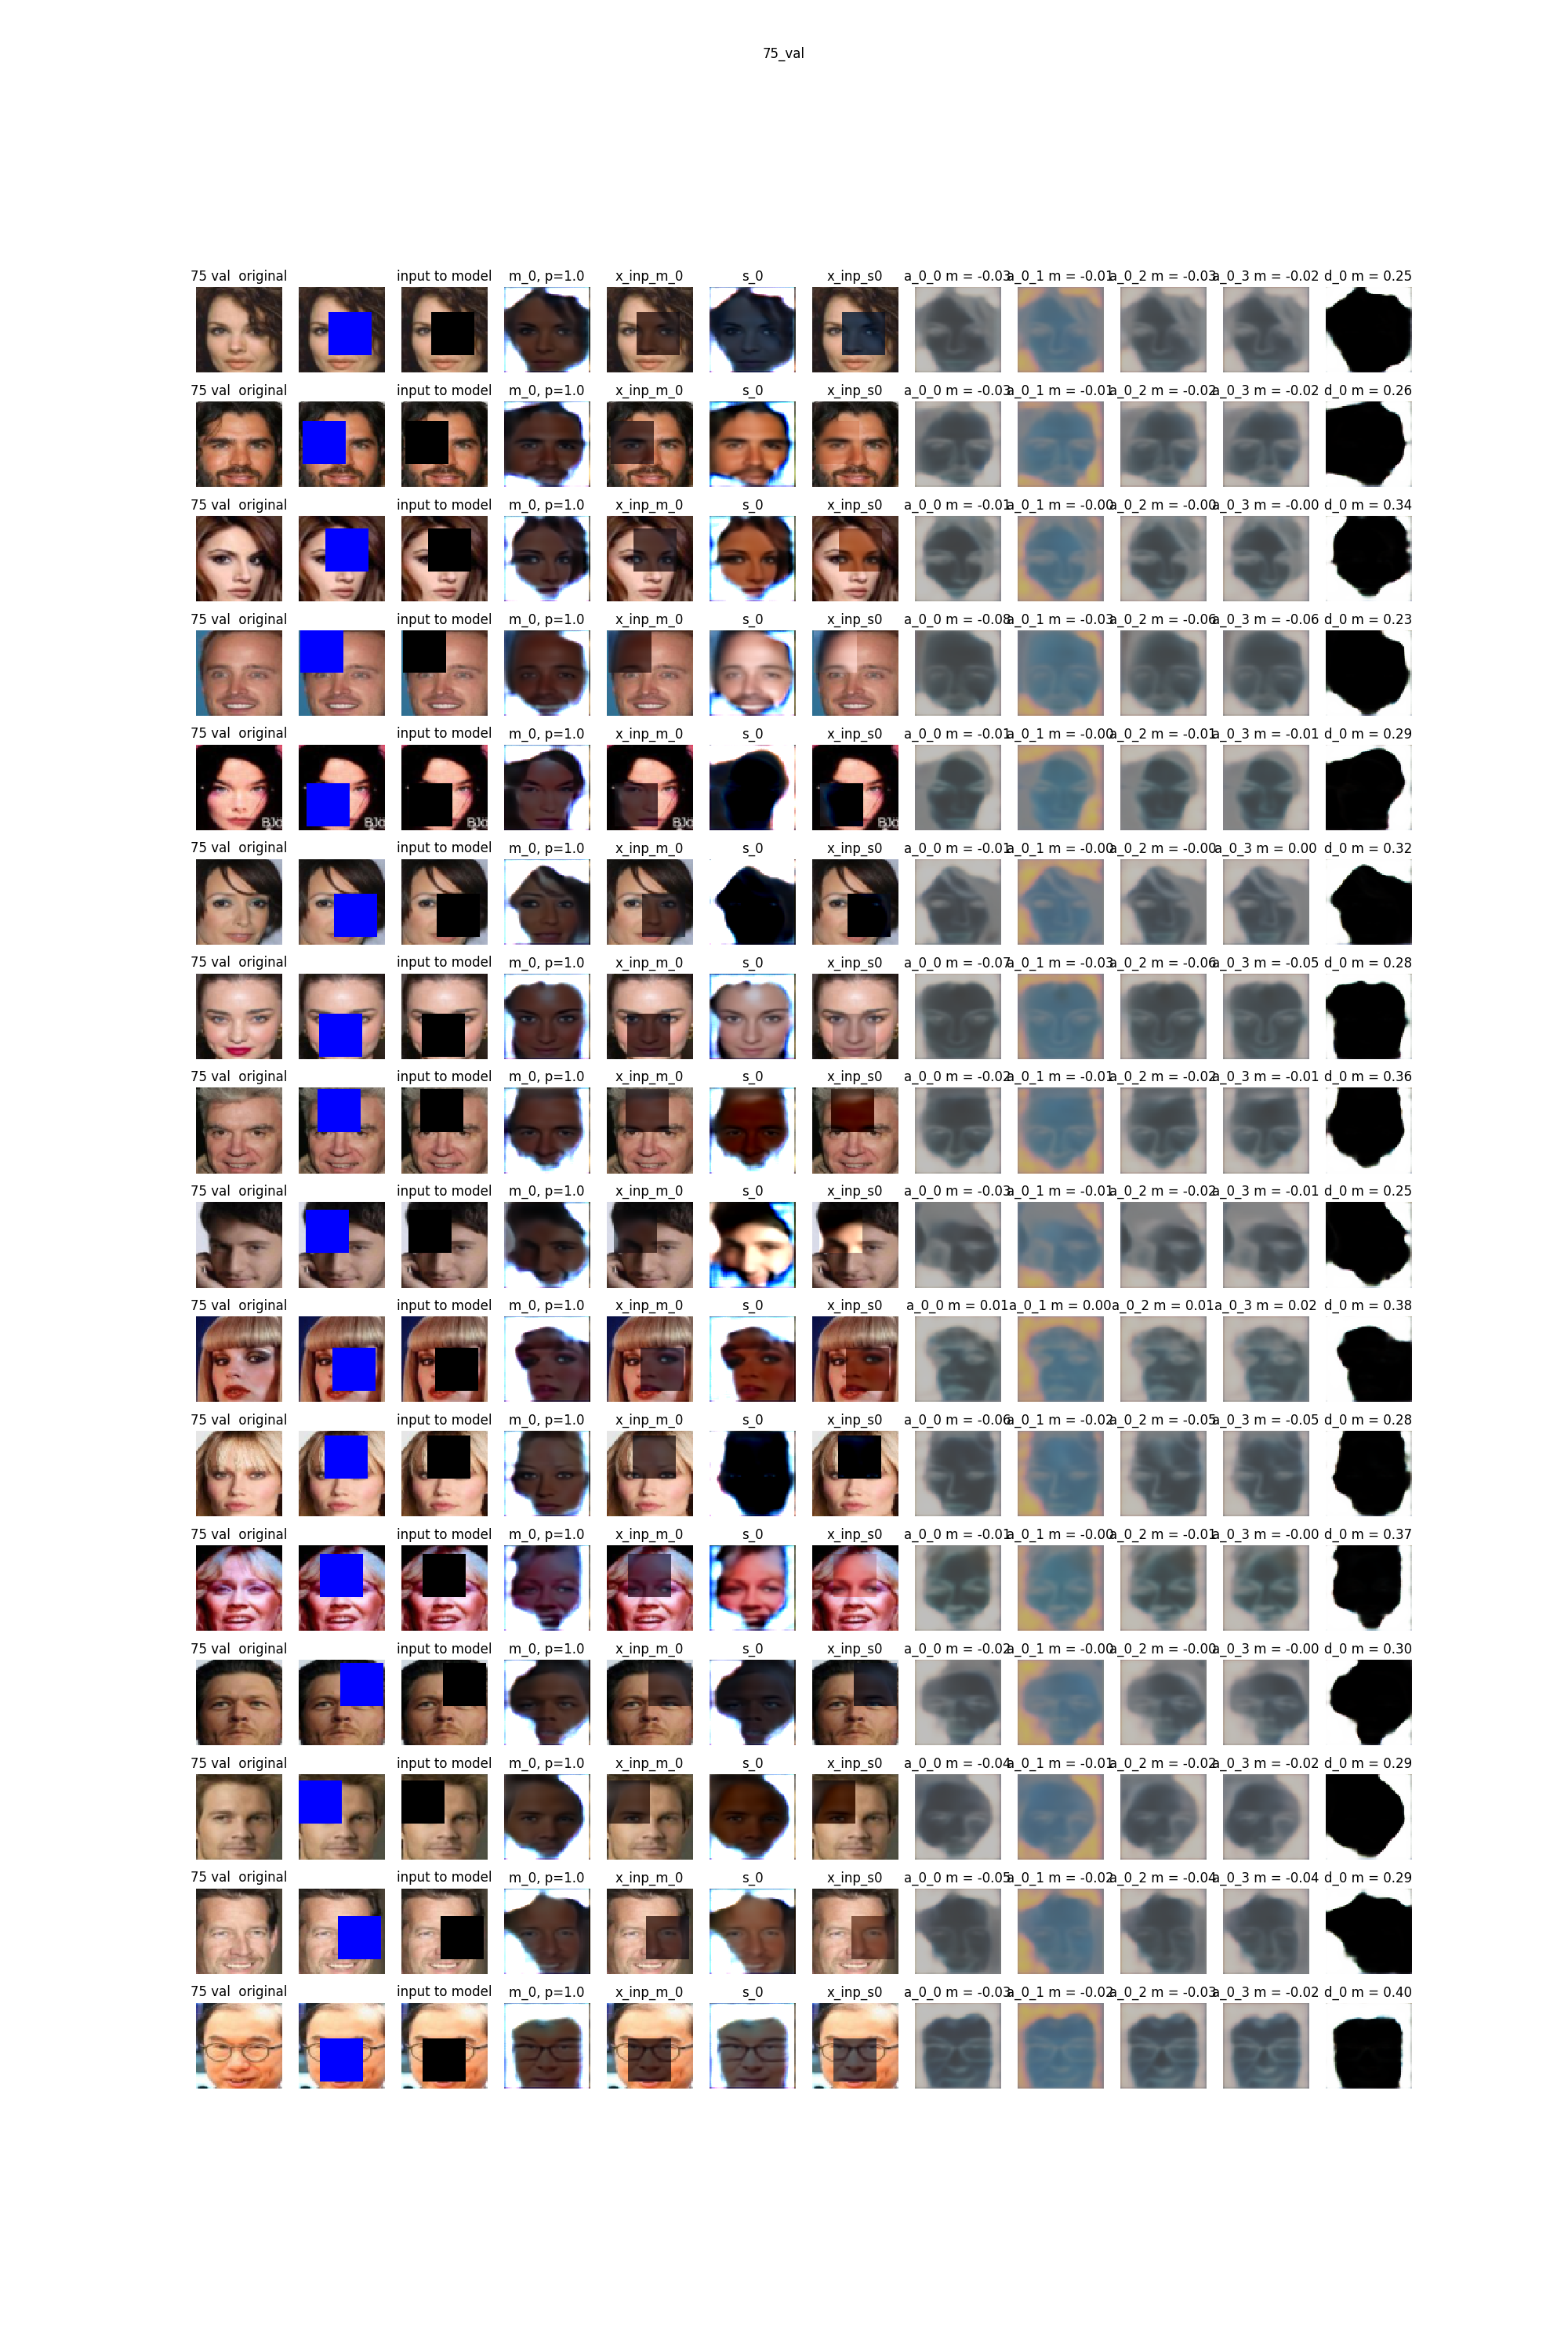 75_val
75 val original input to model m_0, p=1.0 x_inp_m_0 s_0 x_inp_s0 a_0_0 m = -0.03 a_0_1 m = -0.01 a_0_2 m = -0.03 a_0_3 m = -0.02 d_0 m = 0.25
75 val original input to model m_0, p=1.0 x_inp_m_0 s_0 x_inp_s0 a_0_0 m = -0.03 a_0_1 m = -0.01 a_0_2 m = -0.02 a_0_3 m = -0.02 d_0 m = 0.26
75 val original input to model m_0, p=1.0 x_inp_m_0 s_0 x_inp_s0 a_0_0 m = -0.01 a_0_1 m = -0.00 a_0_2 m = -0.00 a_0_3 m = -0.00 d_0 m = 0.34
75 val original input to model m_0, p=1.0 x_inp_m_0 s_0 x_inp_s0 a_0_0 m = -0.08 a_0_1 m = -0.03 a_0_2 m = -0.06 a_0_3 m = -0.06 d_0 m = 0.23
75 val original input to model m_0, p=1.0 x_inp_m_0 s_0 x_inp_s0 a_0_0 m = -0.01 a_0_1 m = -0.00 a_0_2 m = -0.01 a_0_3 m = -0.01 d_0 m = 0.29
75 val original input to model m_0, p=1.0 x_inp_m_0 s_0 x_inp_s0 a_0_0 m = -0.01 a_0_1 m = -0.00 a_0_2 m = -0.00 a_0_3 m = 0.00 d_0 m = 0.32
75 val original input to model m_0, p=1.0 x_inp_m_0 s_0 x_inp_s0 a_0_0 m = -0.07 a_0_1 m = -0.03 a_0_2 m = -0.06 a_0_3 m = -0.05 d_0 m = 0.28
75 val original input to model m_0, p=1.0 x_inp_m_0 s_0 x_inp_s0 a_0_0 m = -0.02 a_0_1 m = -0.01 a_0_2 m = -0.02 a_0_3 m = -0.01 d_0 m = 0.36
75 val original input to model m_0, p=1.0 x_inp_m_0 s_0 x_inp_s0 a_0_0 m = -0.03 a_0_1 m = -0.01 a_0_2 m = -0.02 a_0_3 m = -0.01 d_0 m = 0.25
75 val original input to model m_0, p=1.0 x_inp_m_0 s_0 x_inp_s0 a_0_0 m = 0.01 a_0_1 m = 0.00 a_0_2 m = 0.01 a_0_3 m = 0.02 d_0 m = 0.38
75 val original input to model m_0, p=1.0 x_inp_m_0 s_0 x_inp_s0 a_0_0 m = -0.06 a_0_1 m = -0.02 a_0_2 m = -0.05 a_0_3 m = -0.05 d_0 m = 0.28
75 val original input to model m_0, p=1.0 x_inp_m_0 s_0 x_inp_s0 a_0_0 m = -0.01 a_0_1 m = -0.00 a_0_2 m = -0.01 a_0_3 m = -0.00 d_0 m = 0.37
75 val original input to model m_0, p=1.0 x_inp_m_0 s_0 x_inp_s0 a_0_0 m = -0.02 a_0_1 m = -0.00 a_0_2 m = -0.00 a_0_3 m = -0.00 d_0 m = 0.30
75 val original input to model m_0, p=1.0 x_inp_m_0 s_0 x_inp_s0 a_0_0 m = -0.04 a_0_1 m = -0.01 a_0_2 m = -0.02 a_0_3 m = -0.02 d_0 m = 0.29
75 val original input to model m_0, p=1.0 x_inp_m_0 s_0 x_inp_s0 a_0_0 m = -0.05 a_0_1 m = -0.02 a_0_2 m = -0.04 a_0_3 m = -0.04 d_0 m = 0.29
75 val original input to model m_0, p=1.0 x_inp_m_0 s_0 x_inp_s0 a_0_0 m = -0.03 a_0_1 m = -0.02 a_0_2 m = -0.03 a_0_3 m = -0.02 d_0 m = 0.40